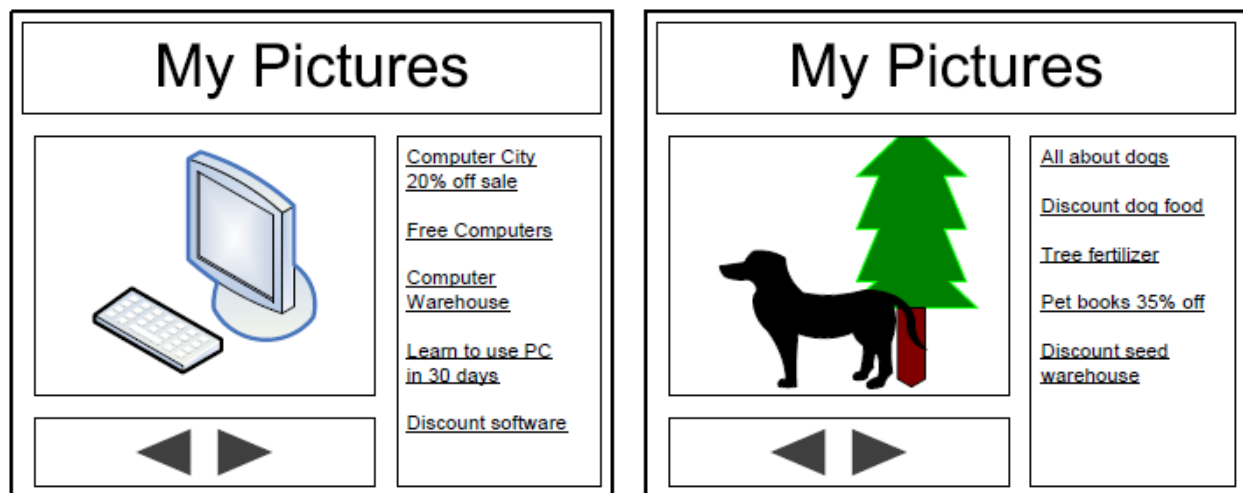 My Pictures
Computer City
20% off sale
Free Computers
Computer
Warehouse
Learn to use PC
in 30 days
Discount software
My Pictures
All about dogs
Discount dog food
Tree fertilizer
Pet books 35% off
Discount seed
warehouse